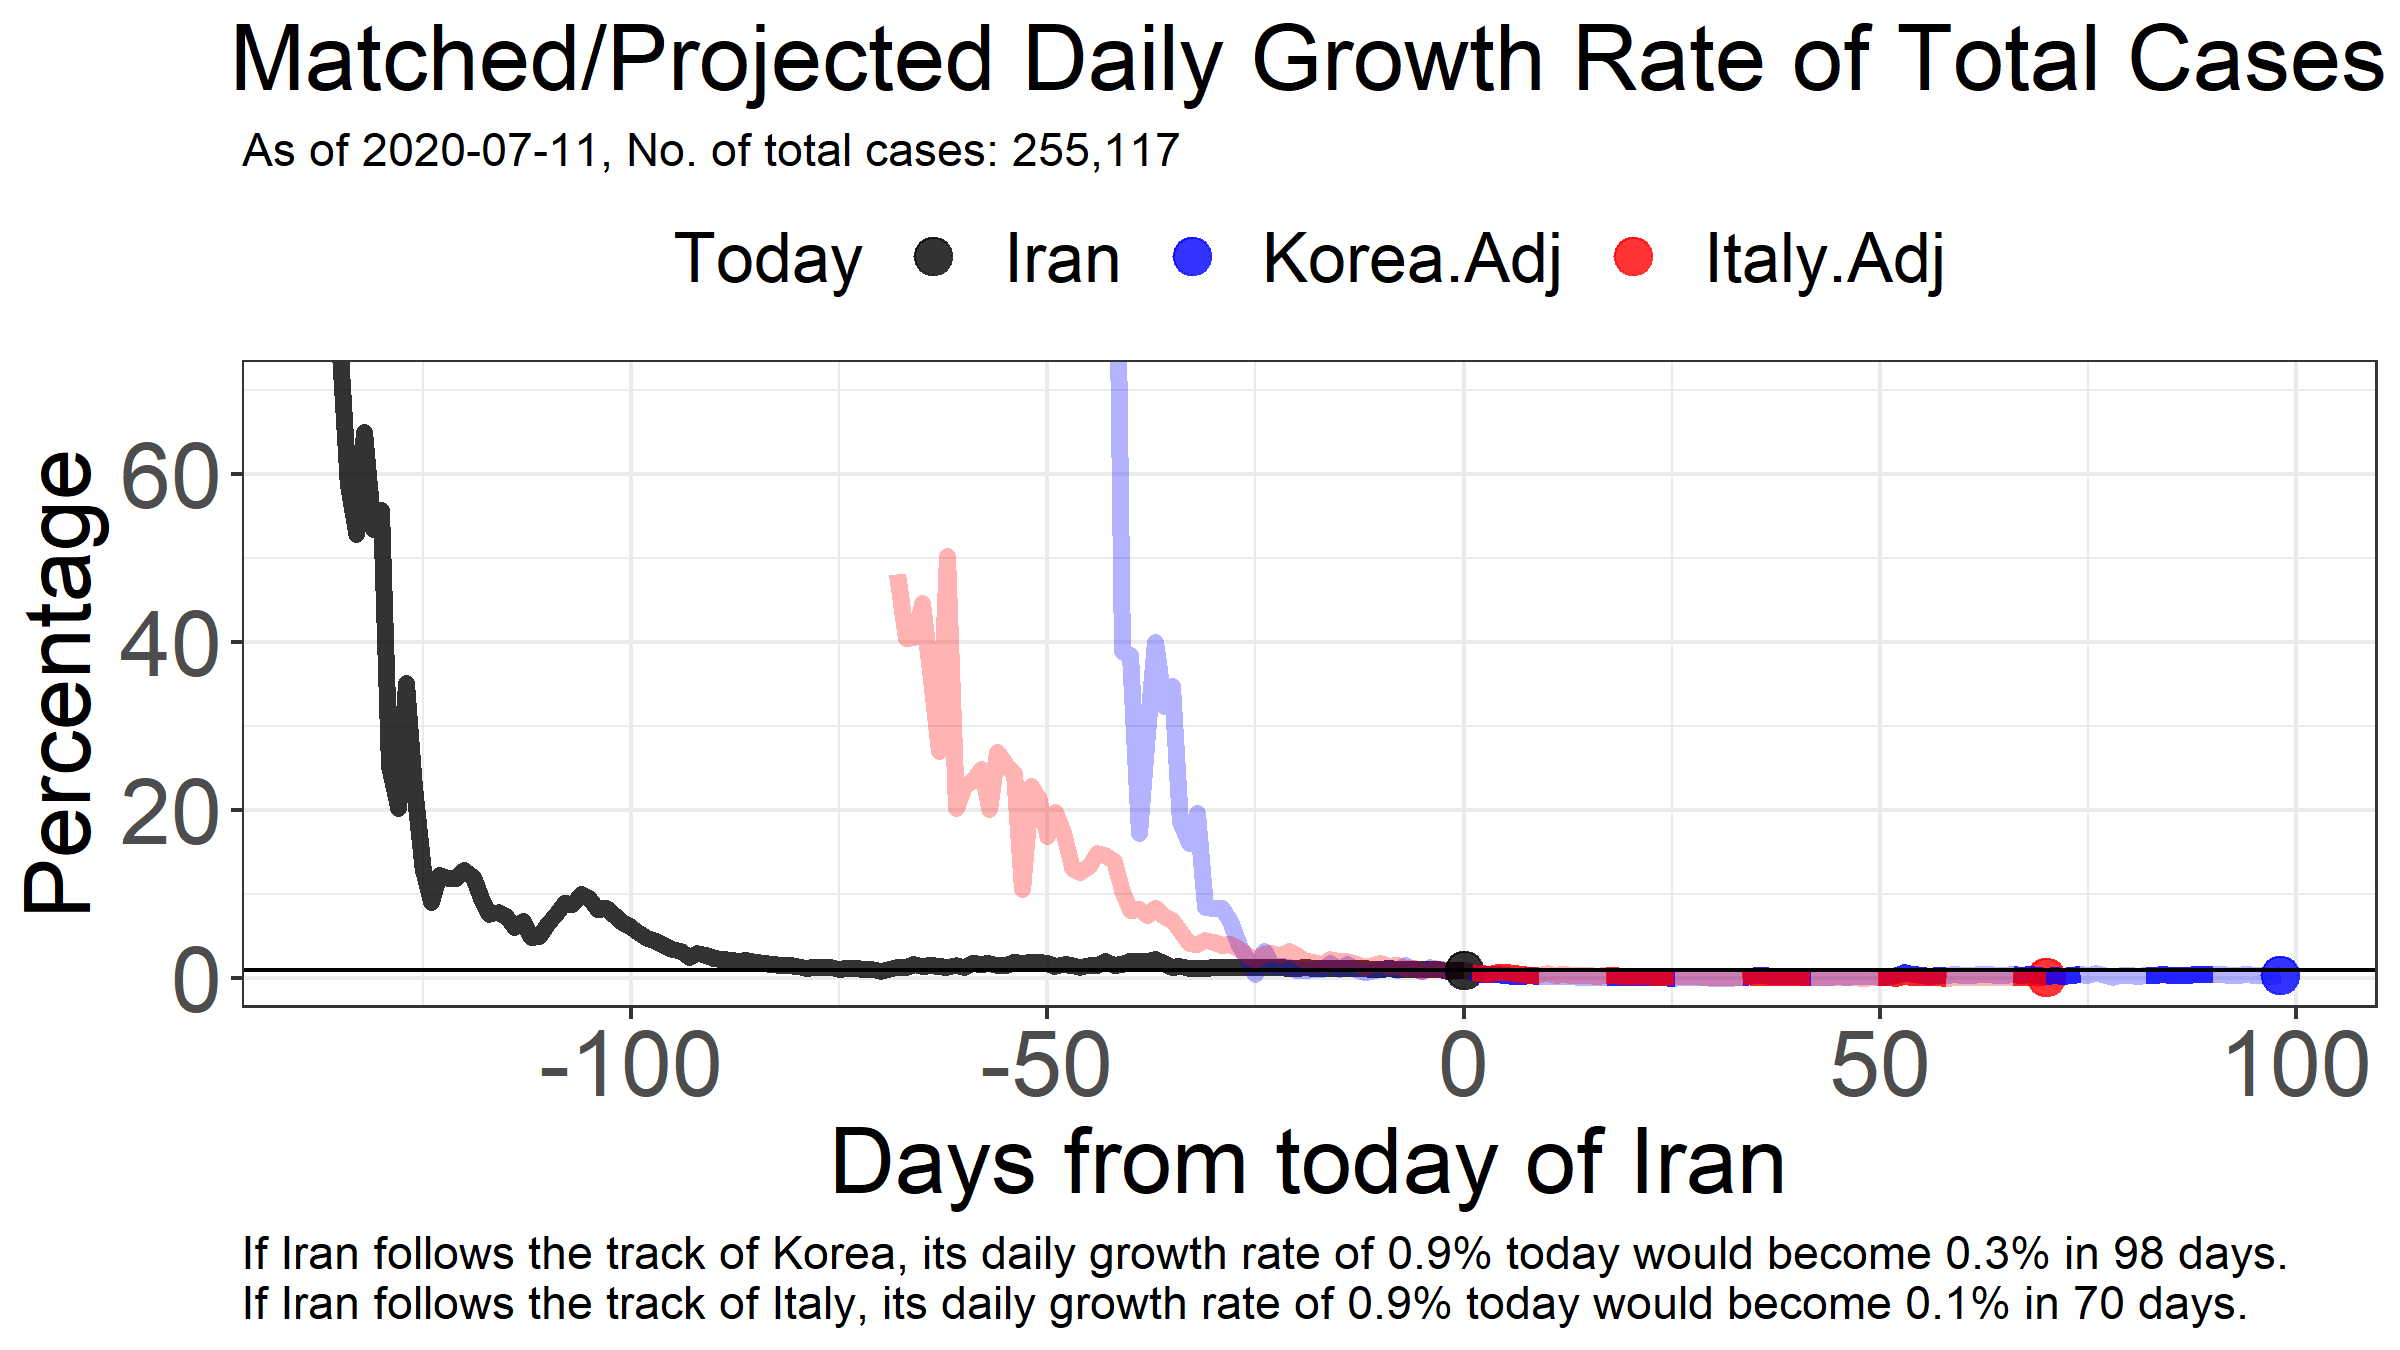 Matched/Projected Daily Growth Rate of Total Cases
As of 2020-07-11, No. of total cases: 255,117
Today Iran Korea.Adj Italy.Adj
Percentage
60
40
20
0
-100 -50 0 50 100
Days from today of Iran
If Iran follows the track of Korea, its daily growth rate of 0.9% today would become 0.3% in 98 days.
If Iran follows the track of Italy, its daily growth rate of 0.9% today would become 0.1% in 70 days.